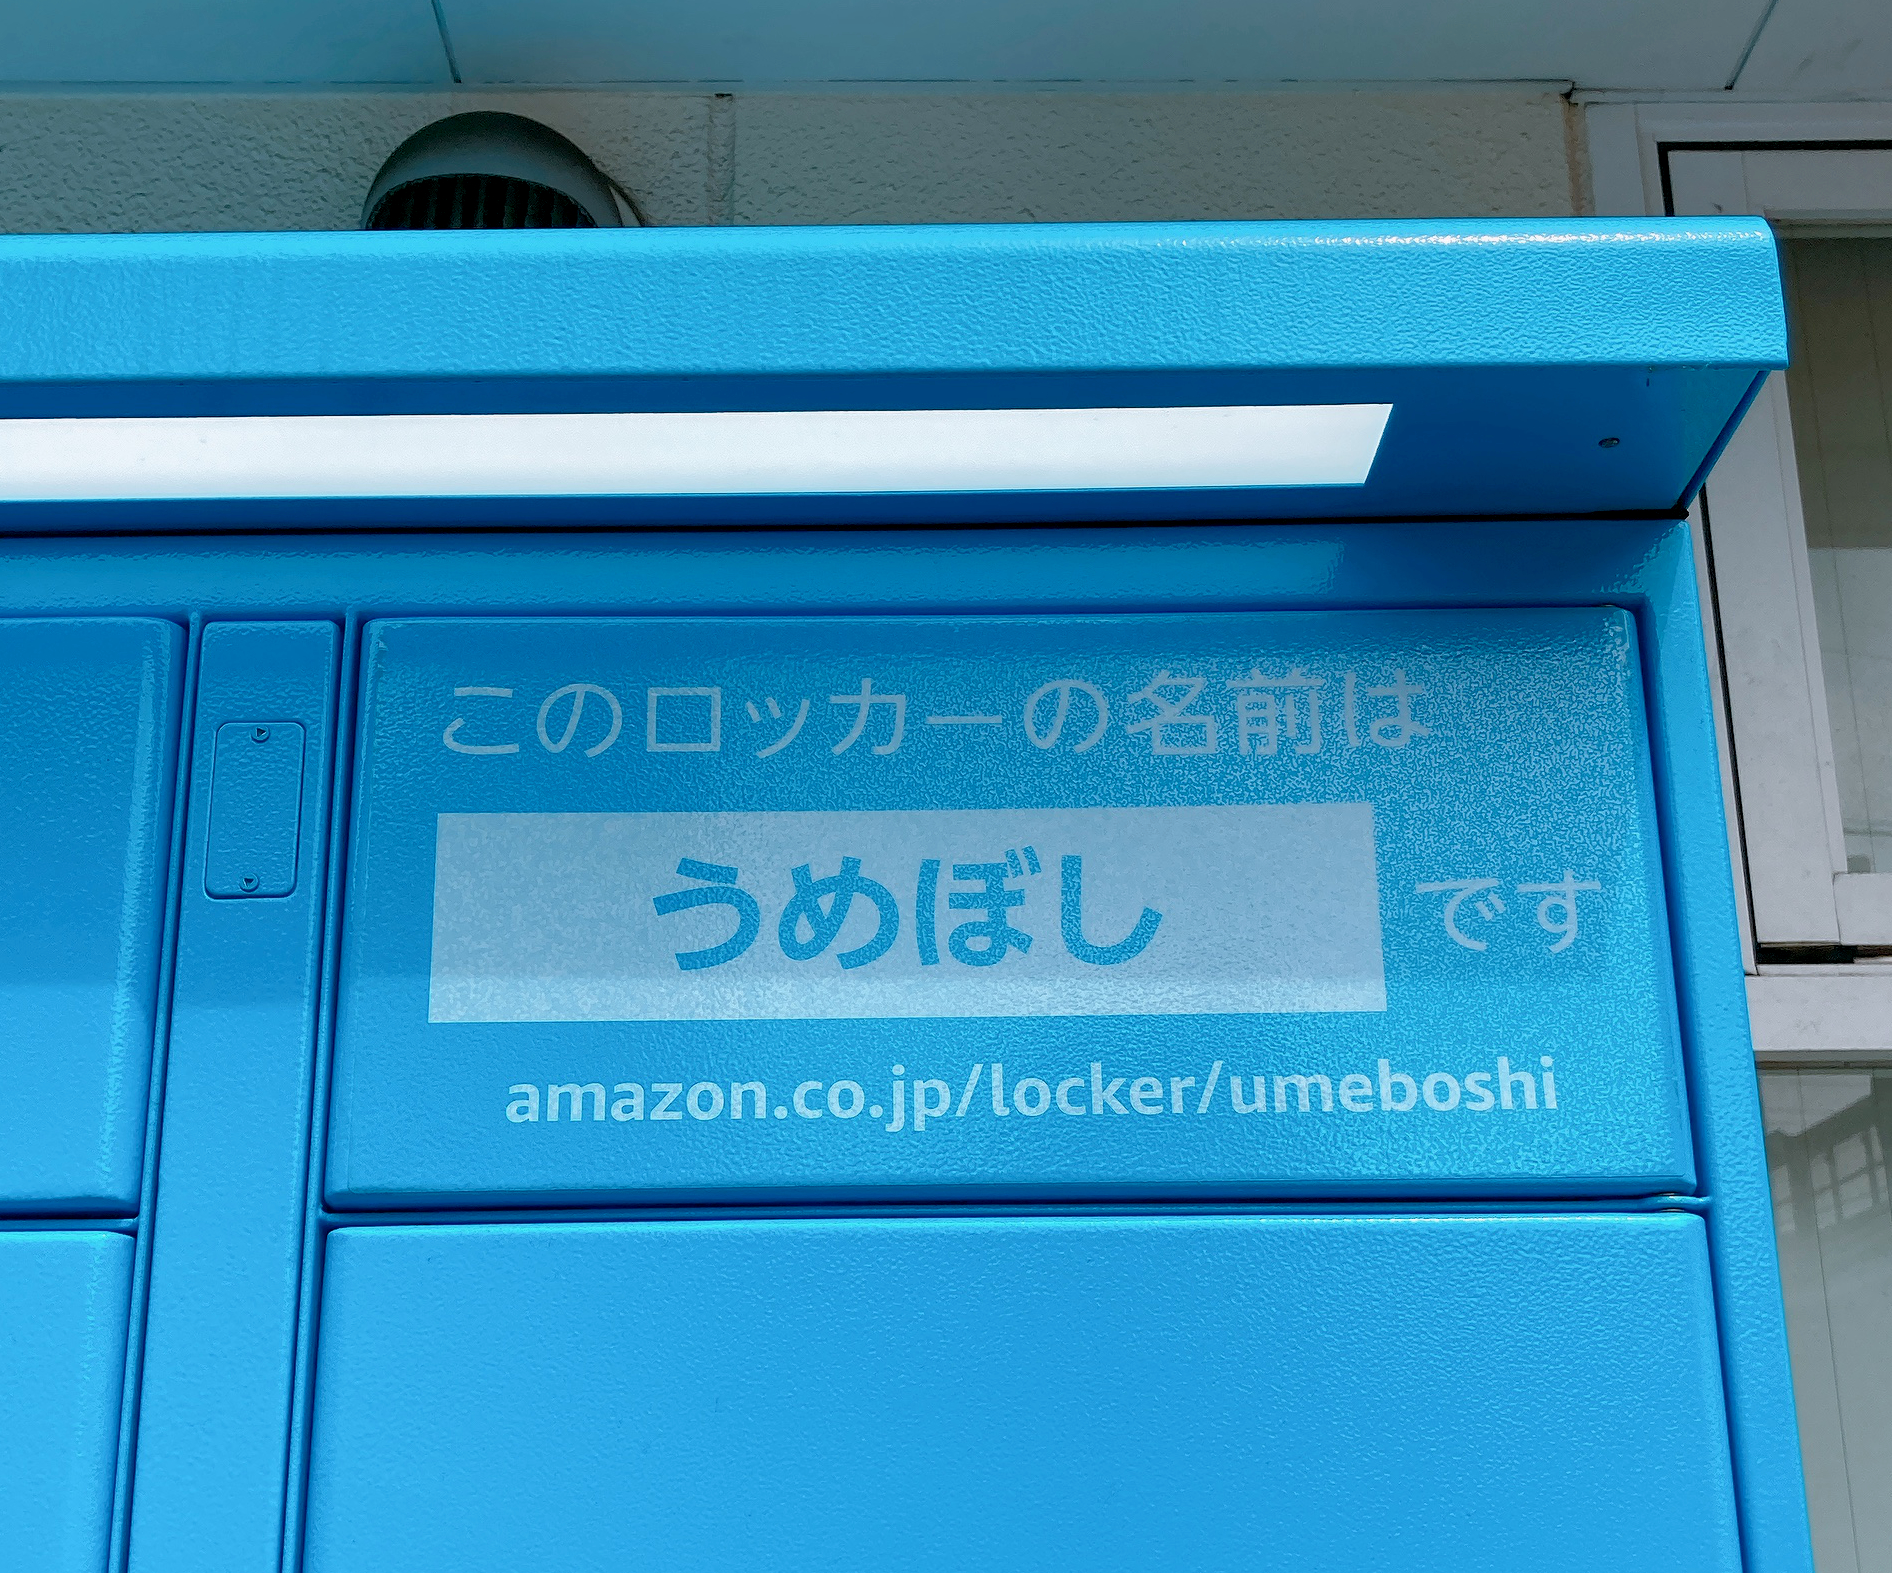 このロッカーの名前は
うめぼし です
amazon.co.jp/locker/umeboshi